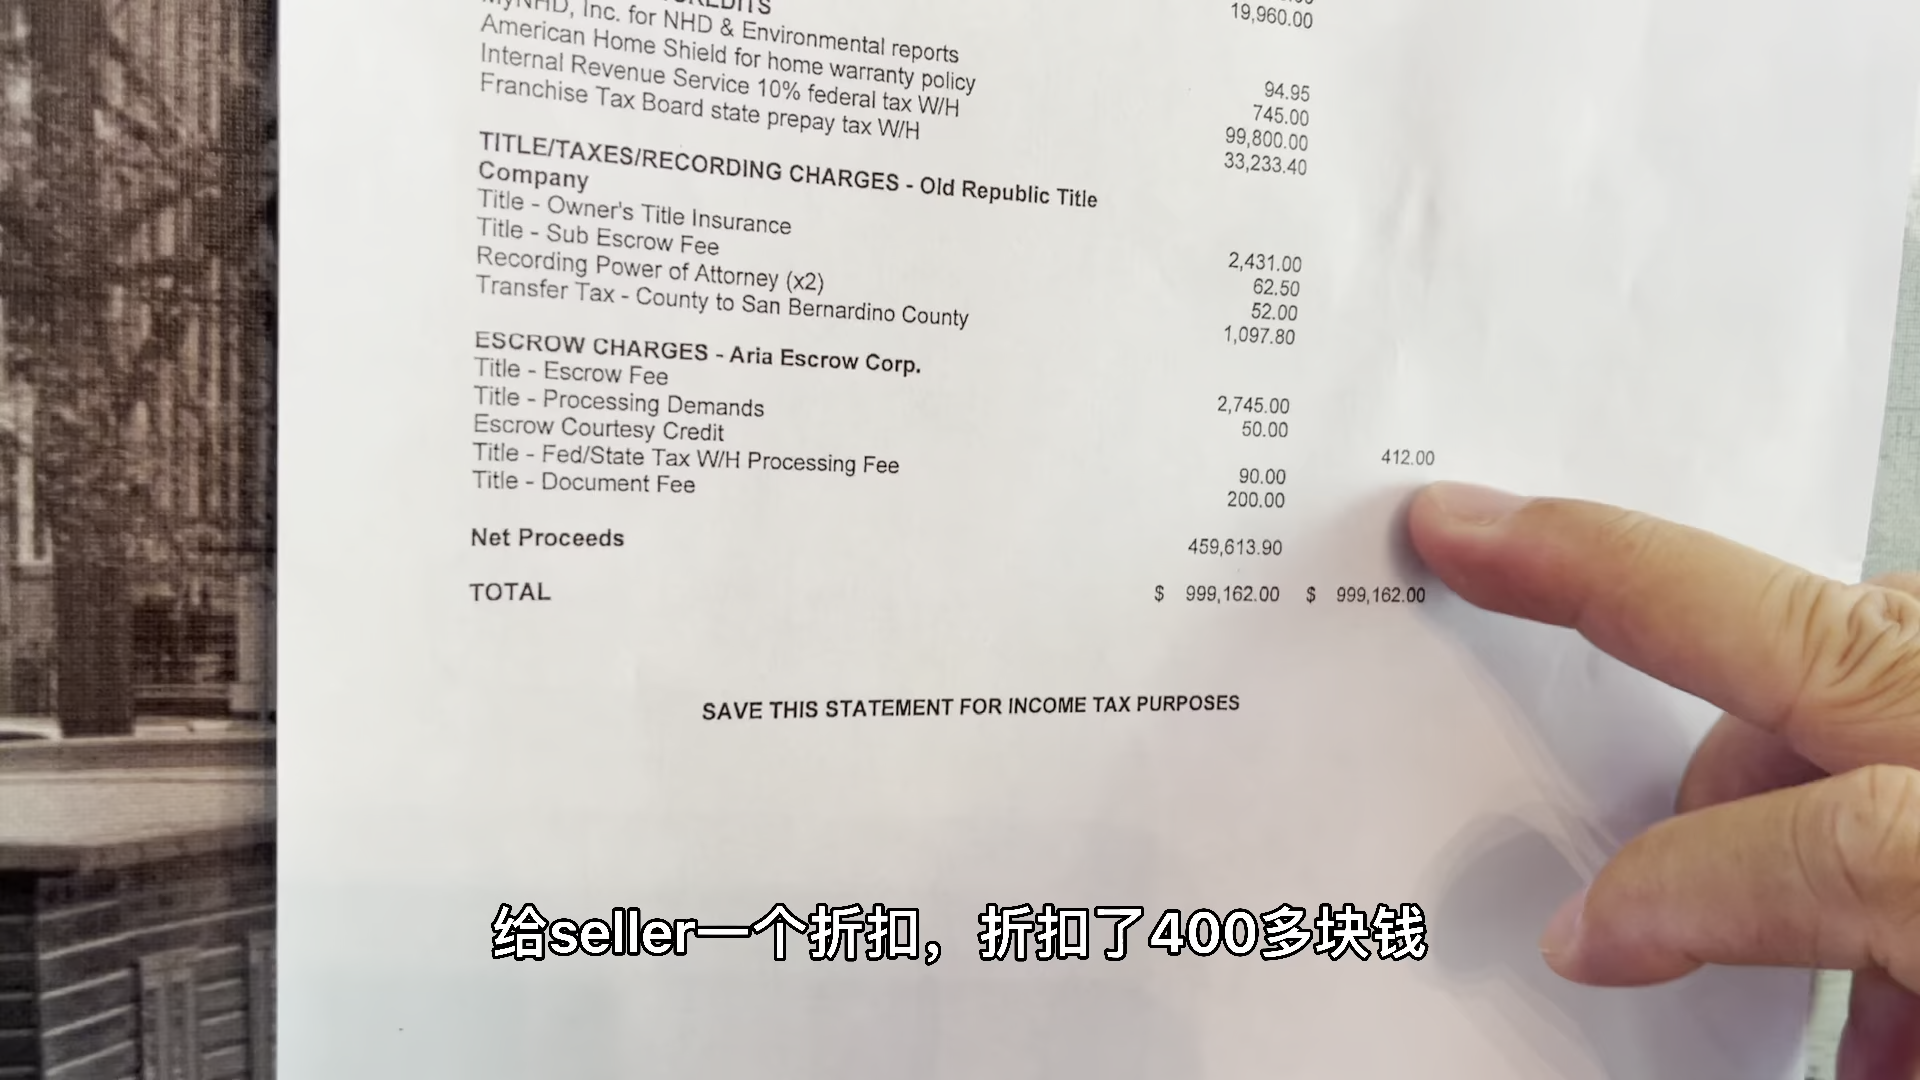 19,960.00
MyNHD, Inc. for NHD & Environmental reports 94.95
American Home Shield for home warranty policy 745.00
Internal Revenue Service 10% federal tax W/H 99,800.00
Franchise Tax Board state prepay tax W/H 33,233.40
TITLE/TAXES/RECORDING CHARGES - Old Republic Title
Company
Title - Owner's Title Insurance 2,431.00
Title - Sub Escrow Fee 62.50
Recording Power of Attorney (x2) 52.00
Transfer Tax - County to San Bernardino County 1,097.80
ESCROW CHARGES - Aria Escrow Corp.
Title - Escrow Fee 2,745.00
Title - Processing Demands 50.00
Escrow Courtesy Credit 412.00
Title - Fed/State Tax W/H Processing Fee 90.00
Title - Document Fee 200.00
Net Proceeds 459,613.90
TOTAL $ 999,162.00 $ 999,162.00
SAVE THIS STATEMENT FOR INCOME TAX PURPOSES
给seller一个折扣，折扣了400多块钱